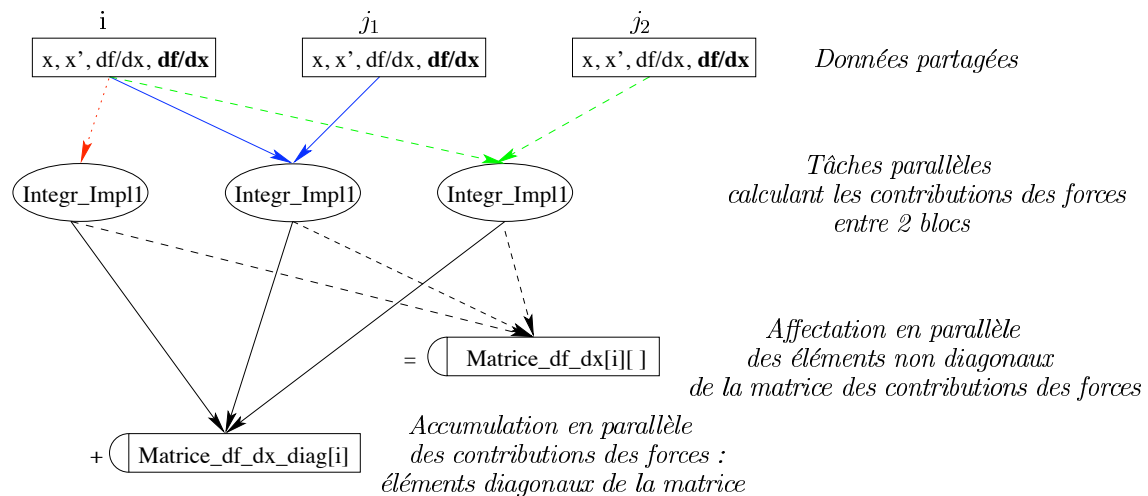 i
j₁
j₂
x, x’, df/dx, df/dx
x, x’, df/dx, df/dx
x, x’, df/dx, df/dx
Données partagées
Integr_Impl1
Integr_Impl1
Integr_Impl1
Tâches parallèles
calculant les contributions des forces
entre 2 blocs
= Matrice_df_dx[i][ ]
Affectation en parallèle
des éléments non diagonaux
de la matrice des contributions des forces
+ Matrice_df_dx_diag[i]
Accumulation en parallèle
des contributions des forces :
éléments diagonaux de la matrice